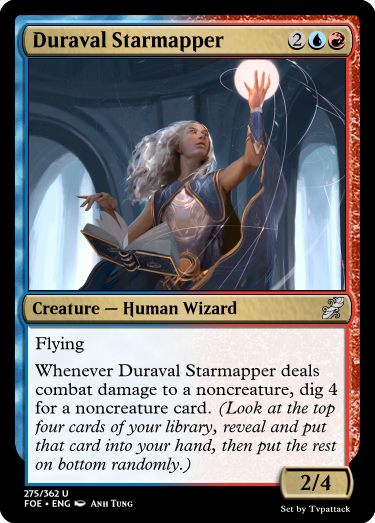 Duraval Starmapper 2
Creature — Human Wizard
Flying
Whenever Duraval Starmapper deals
combat damage to a noncreature, dig 4
for a noncreature card. (Look at the top
four cards of your library, reveal and put
that card into your hand, then put the rest
on bottom randomly.)
2/4
275/362 U
FOE • ENG Anh Tung
Set by Tvpattack